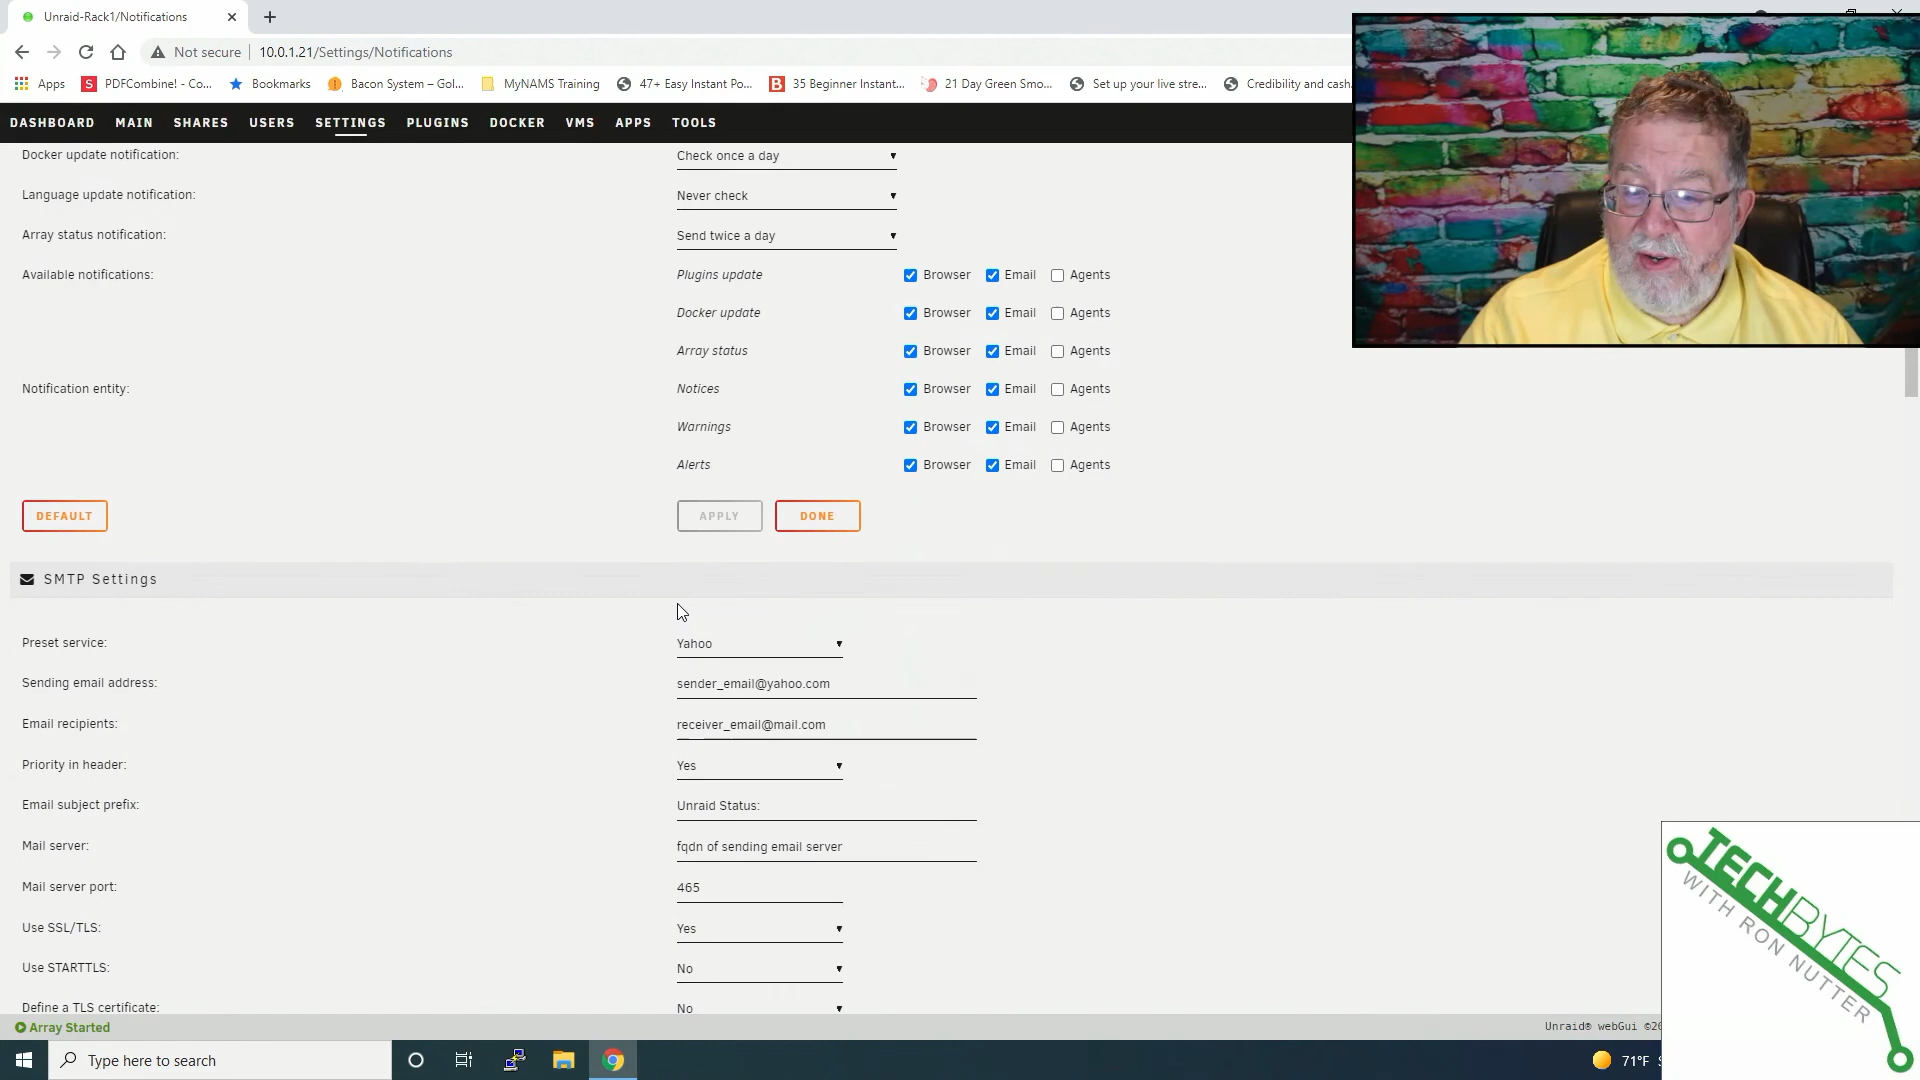 Unraid-Rack1/Notifications
Not secure 10.0.1.21/Settings/Notifications
Apps PDFCombine! - Co... Bookmarks Bacon System – Gol... MyNAMS Training 47+ Easy Instant Po... 35 Beginner Instant... 21 Day Green Smo... Set up your live stre... Credibility and cash
DASHBOARD MAIN SHARES USERS SETTINGS PLUGINS DOCKER VMS APPS TOOLS
Docker update notification: Check once a day
Language update notification: Never check
Array status notification: Send twice a day
Available notifications: Plugins update Browser Email Agents
Docker update Browser Email Agents
Array status Browser Email Agents
Notification entity: Notices Browser Email Agents
Warnings Browser Email Agents
Alerts Browser Email Agents
DEFAULT APPLY DONE
SMTP Settings
Preset service: Yahoo
Sending email address: sender_email@yahoo.com
Email recipients: receiver_email@mail.com
Priority in header: Yes
Email subject prefix: Unraid Status:
Mail server: fqdn of sending email server
Mail server port: 465
Use SSL/TLS: Yes
Use STARTTLS: No
Define a TLS certificate: No
Array Started Unraid® webGui ©20
Type here to search 71°F
TECHBYTES
WITH RON NUTTER